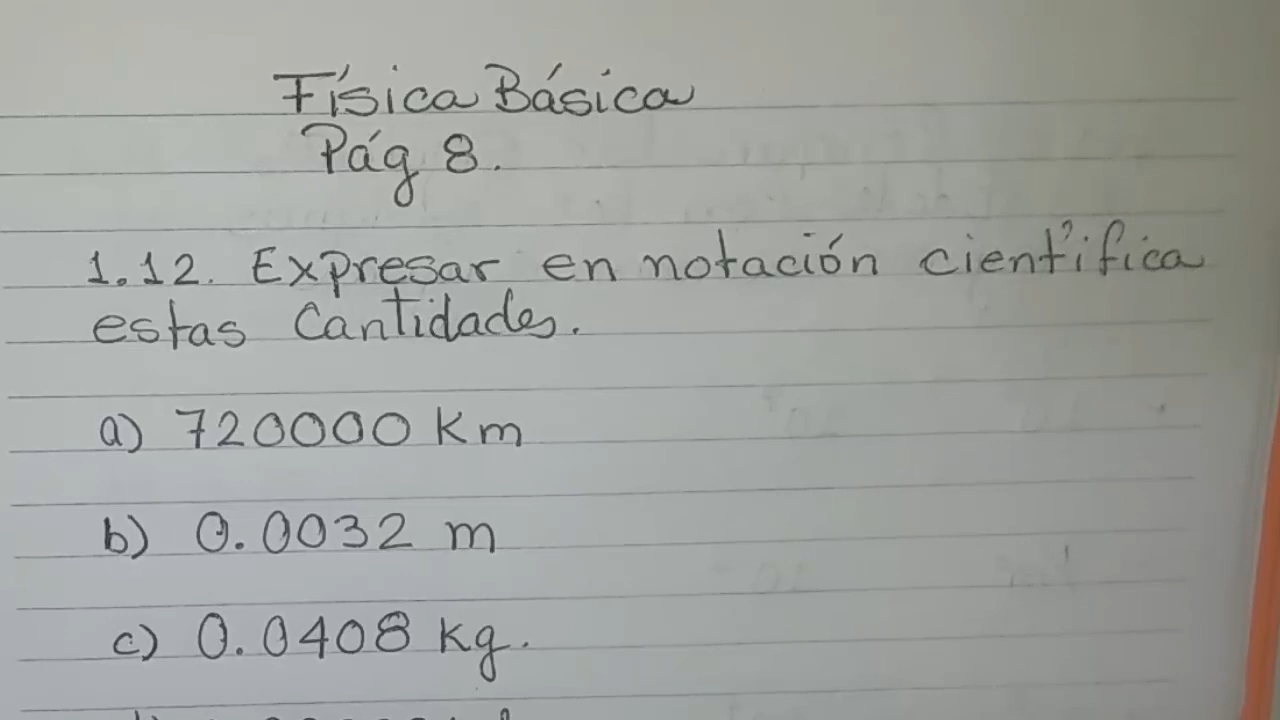 Física Básica
Pág 8.
1.12. Expresar en notación científica
estas Cantidades.
a) 720000 Km
b) 0.0032 m
c) 0.0408 kg.